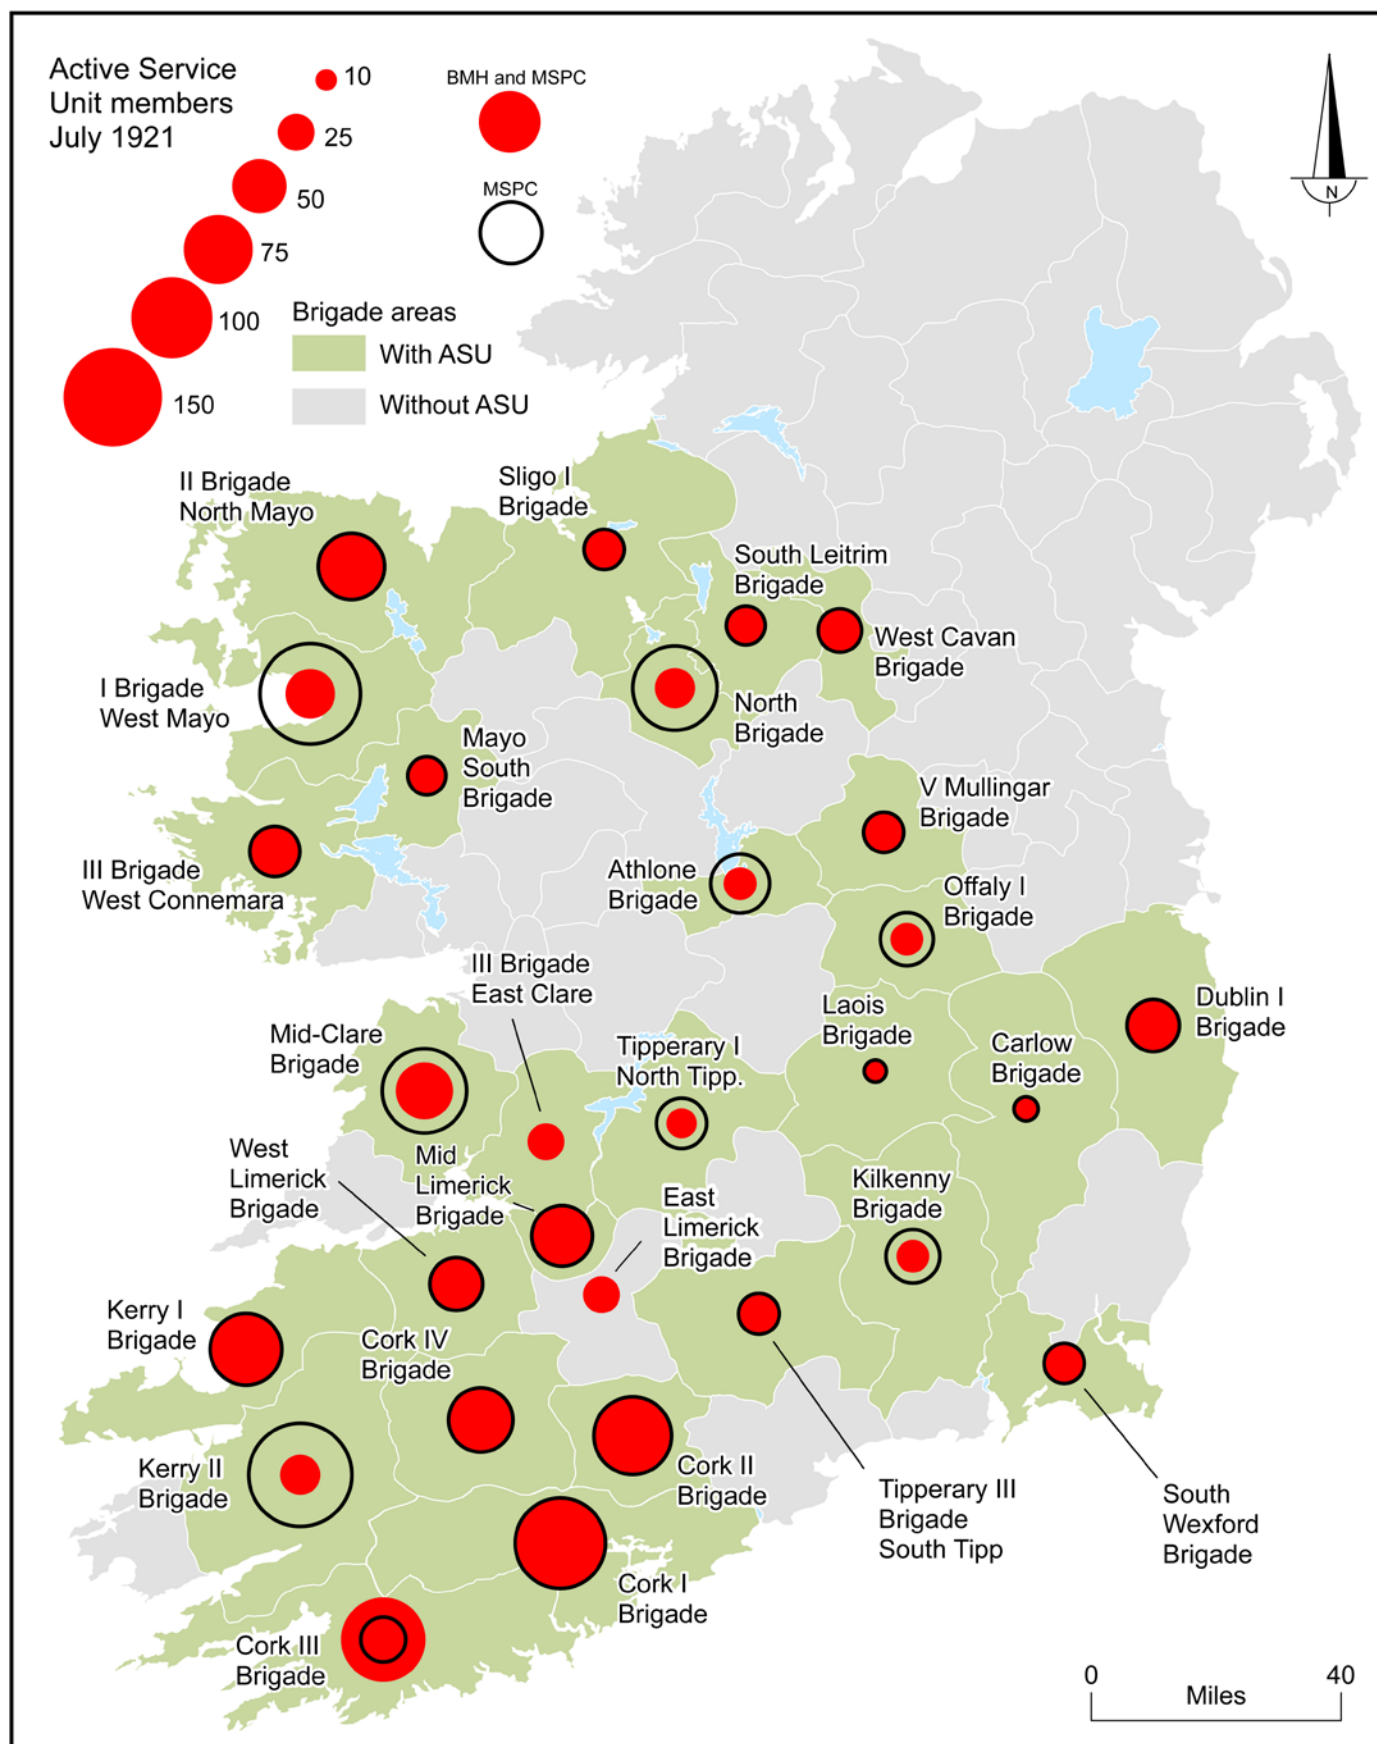 Active Service
Unit members
July 1921
10
25
50
75
100
150
BMH and MSPC
MSPC
Brigade areas
With ASU
Without ASU
N
II Brigade
North Mayo
Sligo I
Brigade
South Leitrim
Brigade
West Cavan
Brigade
I Brigade
West Mayo
North
Brigade
Mayo
South
Brigade
V Mullingar
Brigade
III Brigade
West Connemara
Athlone
Brigade
Offaly I
Brigade
III Brigade
East Clare
Laois
Brigade
Dublin I
Brigade
Mid-Clare
Brigade
Tipperary I
North Tipp.
Carlow
Brigade
West
Limerick
Brigade
Mid
Limerick
Brigade
East
Limerick
Brigade
Kilkenny
Brigade
Kerry I
Brigade
Cork IV
Brigade
Kerry II
Brigade
Cork II
Brigade
Tipperary III
Brigade
South Tipp
South
Wexford
Brigade
Cork I
Brigade
Cork III
Brigade
0
40
Miles